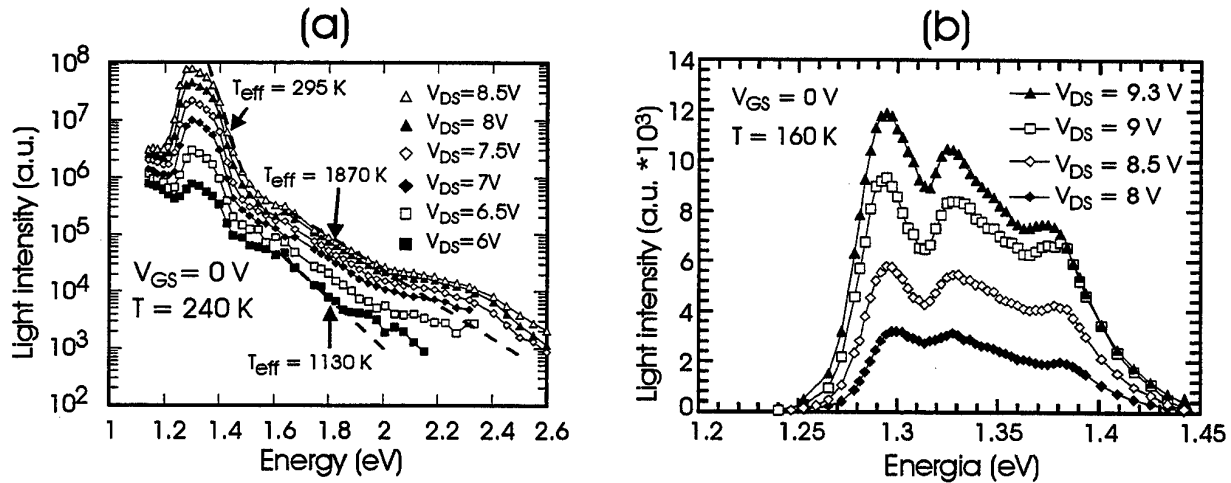 (a)
Light intensity (a.u.)
10^8
10^7
10^6
10^5
10^4
10^3
10^2
T_eff = 295 K
T_eff = 1870 K
T_eff = 1130 K
V_GS = 0 V
T = 240 K
V_DS=8.5V
V_DS=8V
V_DS=7.5V
V_DS=7V
V_DS=6.5V
V_DS=6V
1 1.2 1.4 1.6 1.8 2 2.2 2.4 2.6
Energy (eV)
(b)
Light intensity (a.u. *10^3)
14
12
10
8
6
4
2
0
V_GS = 0 V
T = 160 K
V_DS = 9.3 V
V_DS = 9 V
V_DS = 8.5 V
V_DS = 8 V
1.2 1.25 1.3 1.35 1.4 1.45
Energia (eV)